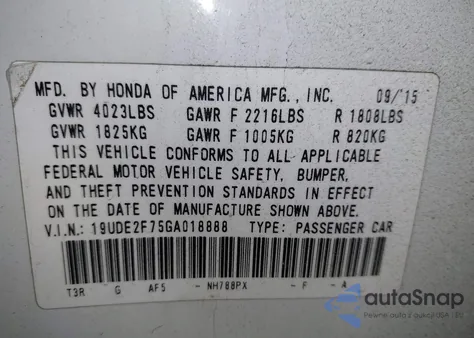 MFD. BY HONDA OF AMERICA MFG., INC. 09/'15
GVWR 4023LBS GAWR F 2216LBS R 1808LBS
GVWR 1825KG GAWR F 1005KG R 820KG
THIS VEHICLE CONFORMS TO ALL APPLICABLE
FEDERAL MOTOR VEHICLE SAFETY, BUMPER,
AND THEFT PREVENTION STANDARDS IN EFFECT
ON THE DATE OF MANUFACTURE SHOWN ABOVE.
V.I.N.: 19UDE2F75GA018888 TYPE: PASSENGER CAR
T3R - G AF5 - NH788PX - F - A
autoSnap